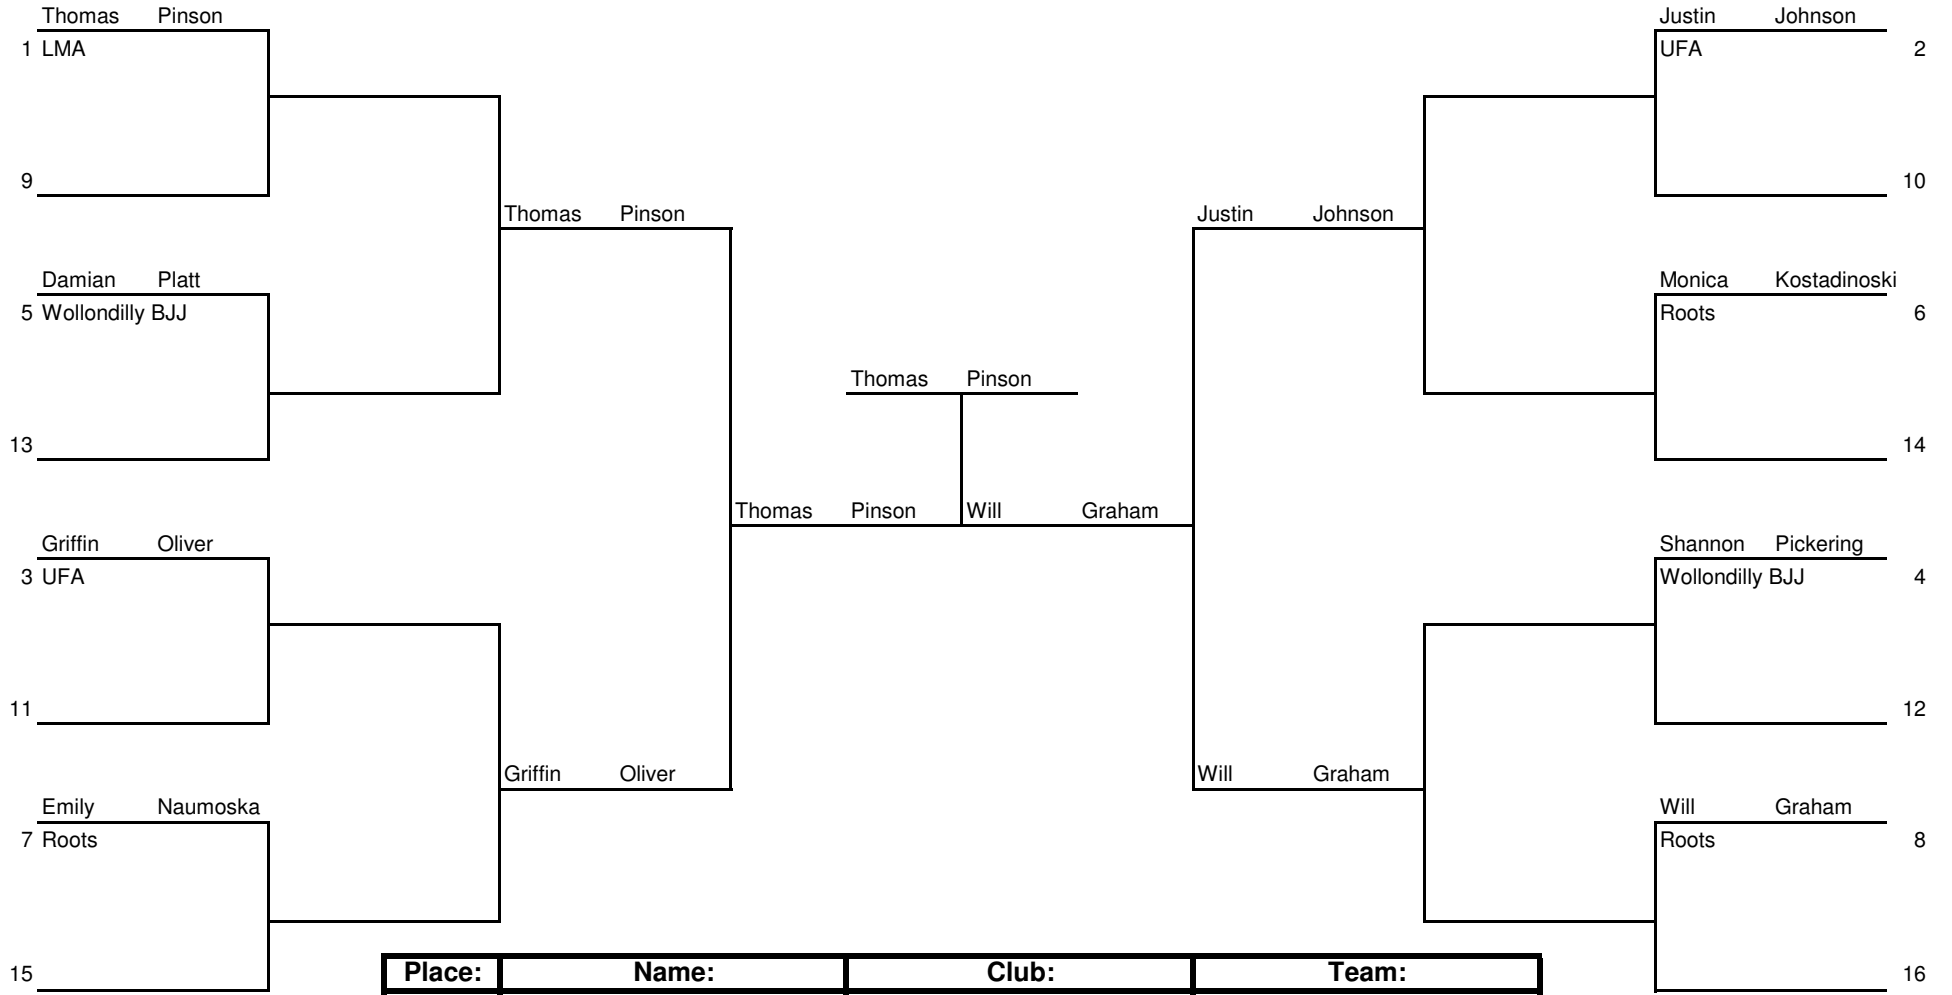 Thomas Pinson Justin Johnson
1 LMA UFA 2
9 10
Thomas Pinson Justin Johnson
Damian Platt Monica Kostadinoski
5 Wollondilly BJJ Roots 6
Thomas Pinson
13 14
Thomas Pinson Will Graham
Griffin Oliver Shannon Pickering
3 UFA Wollondilly BJJ 4
11 12
Griffin Oliver Will Graham
Emily Naumoska Will Graham
7 Roots Roots 8
15 Place: Name: Club: Team: 16